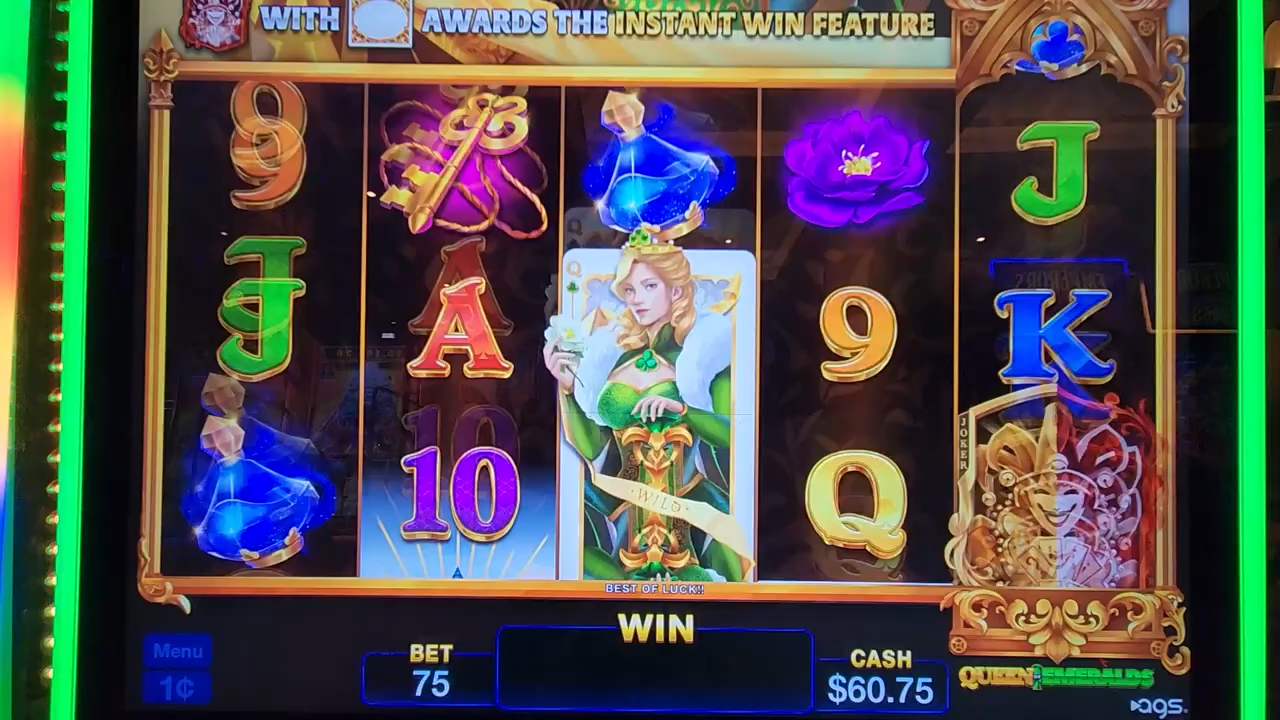 WITH AWARDS THE INSTANT WIN FEATURE
9
J
J
A
K
Q
9
JOKER
10
Q
WILD
BEST OF LUCK!!
WIN
Menu
BET
CASH
1¢
75
$60.75
QUEEN EMERALDS
ags